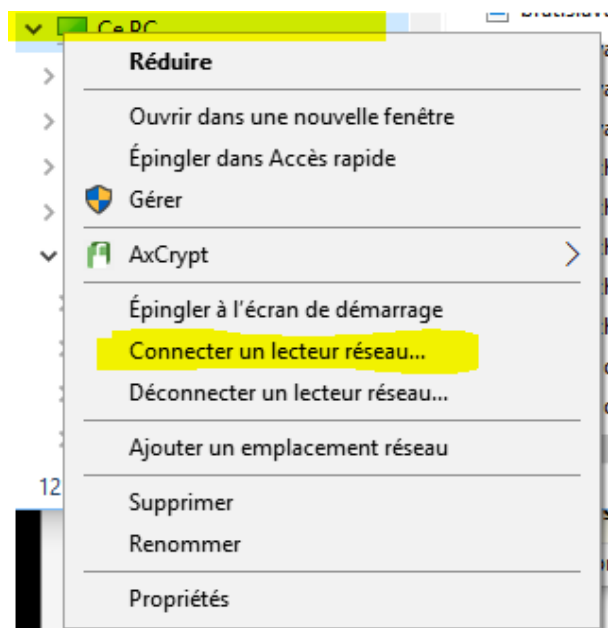 Ce PC
Réduire
Ouvrir dans une nouvelle fenêtre
Épingler dans Accès rapide
Gérer
AxCrypt
Épingler à l'écran de démarrage
Connecter un lecteur réseau...
Déconnecter un lecteur réseau...
Ajouter un emplacement réseau
12
Supprimer
Renommer
Propriétés